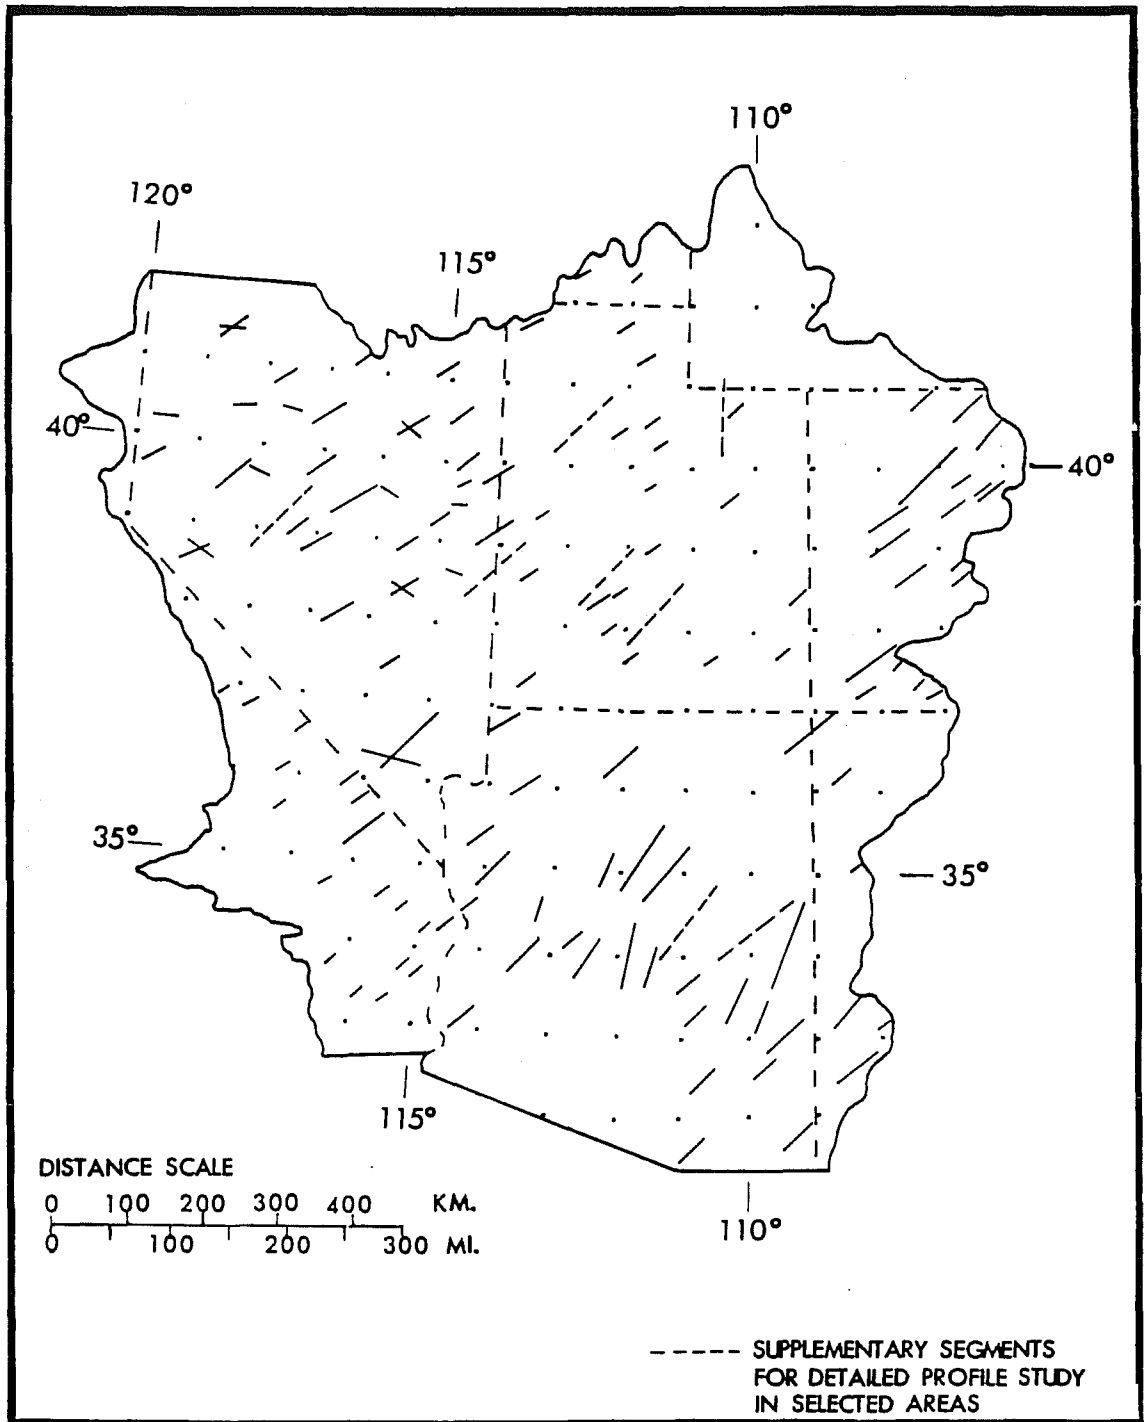 110°
120°
115°
40°
40°
35°
35°
115°
DISTANCE SCALE
0 100 200 300 400 KM.
0 100 200 300 MI.
110°
----- SUPPLEMENTARY SEGMENTS
FOR DETAILED PROFILE STUDY
IN SELECTED AREAS